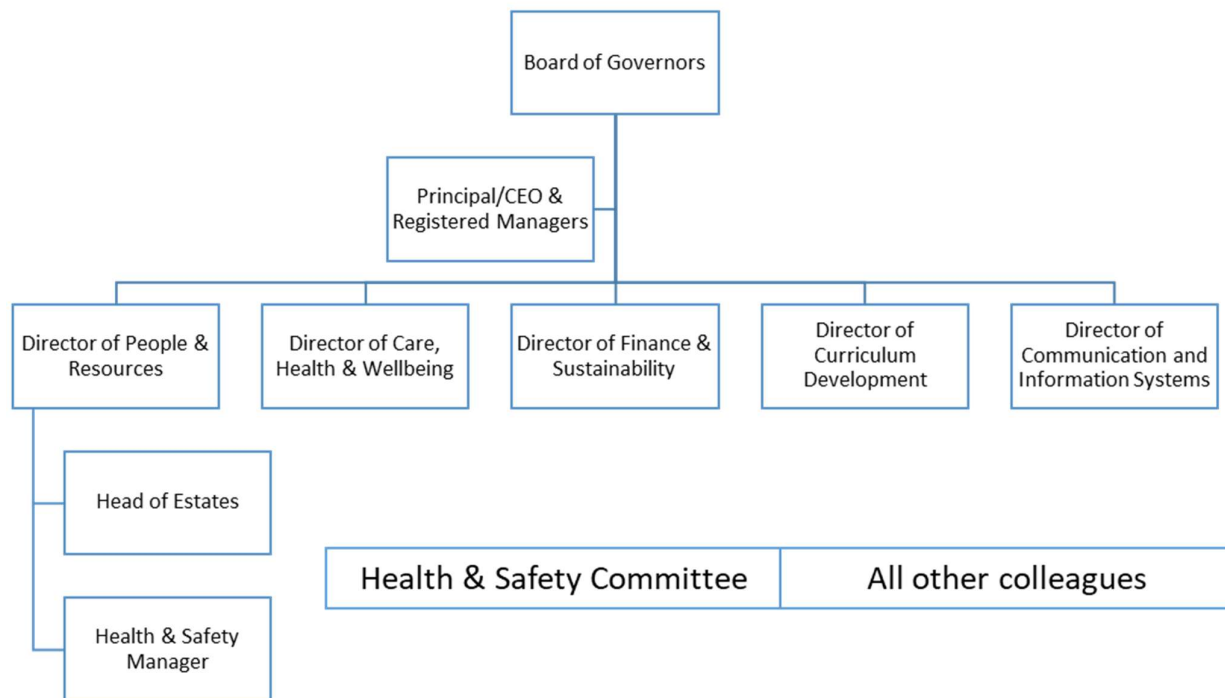 Board of Governors
Principal/CEO &
Registered Managers
Director of People &
Resources
Director of Care,
Health & Wellbeing
Director of Finance &
Sustainability
Director of
Curriculum
Development
Director of
Communication and
Information Systems
Head of Estates
Health & Safety
Manager
Health & Safety Committee
All other colleagues